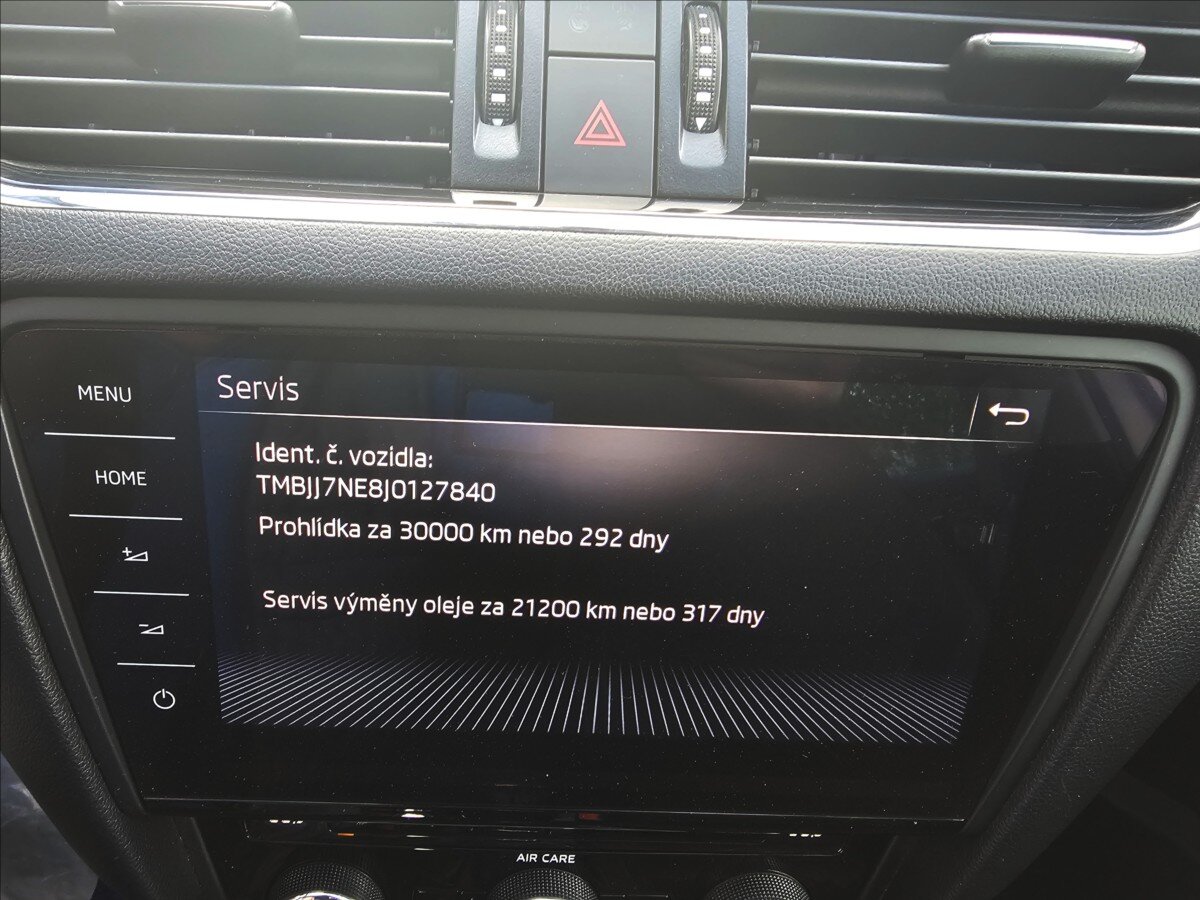 MENU
Servis
HOME
Ident. č. vozidla:
TMBJJ7NE8J0127840
Prohlídka za 30000 km nebo 292 dny
Servis výměny oleje za 21200 km nebo 317 dny
AIR CARE